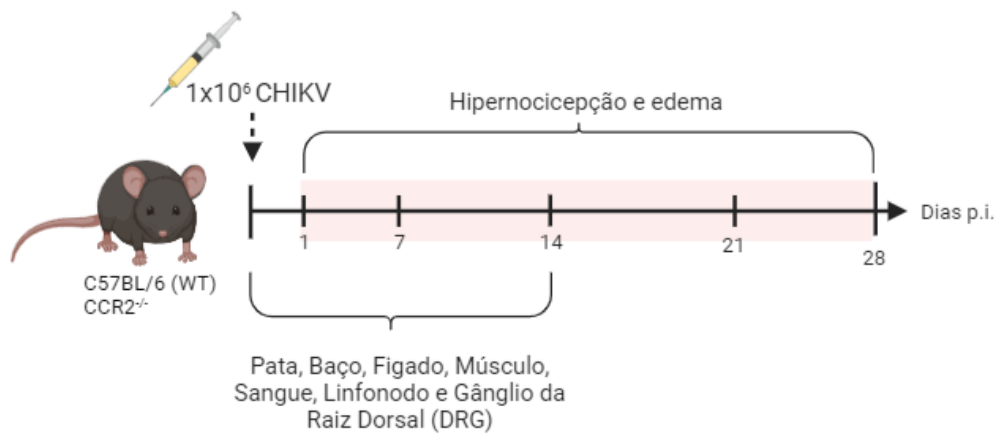 1x10⁶ CHIKV
Hipernocicepção e edema
Dias p.i.
1
7
14
21
28
C57BL/6 (WT)
CCR2⁻/⁻
Pata, Baço, Figado, Músculo,
Sangue, Linfonodo e Gânglio da
Raiz Dorsal (DRG)